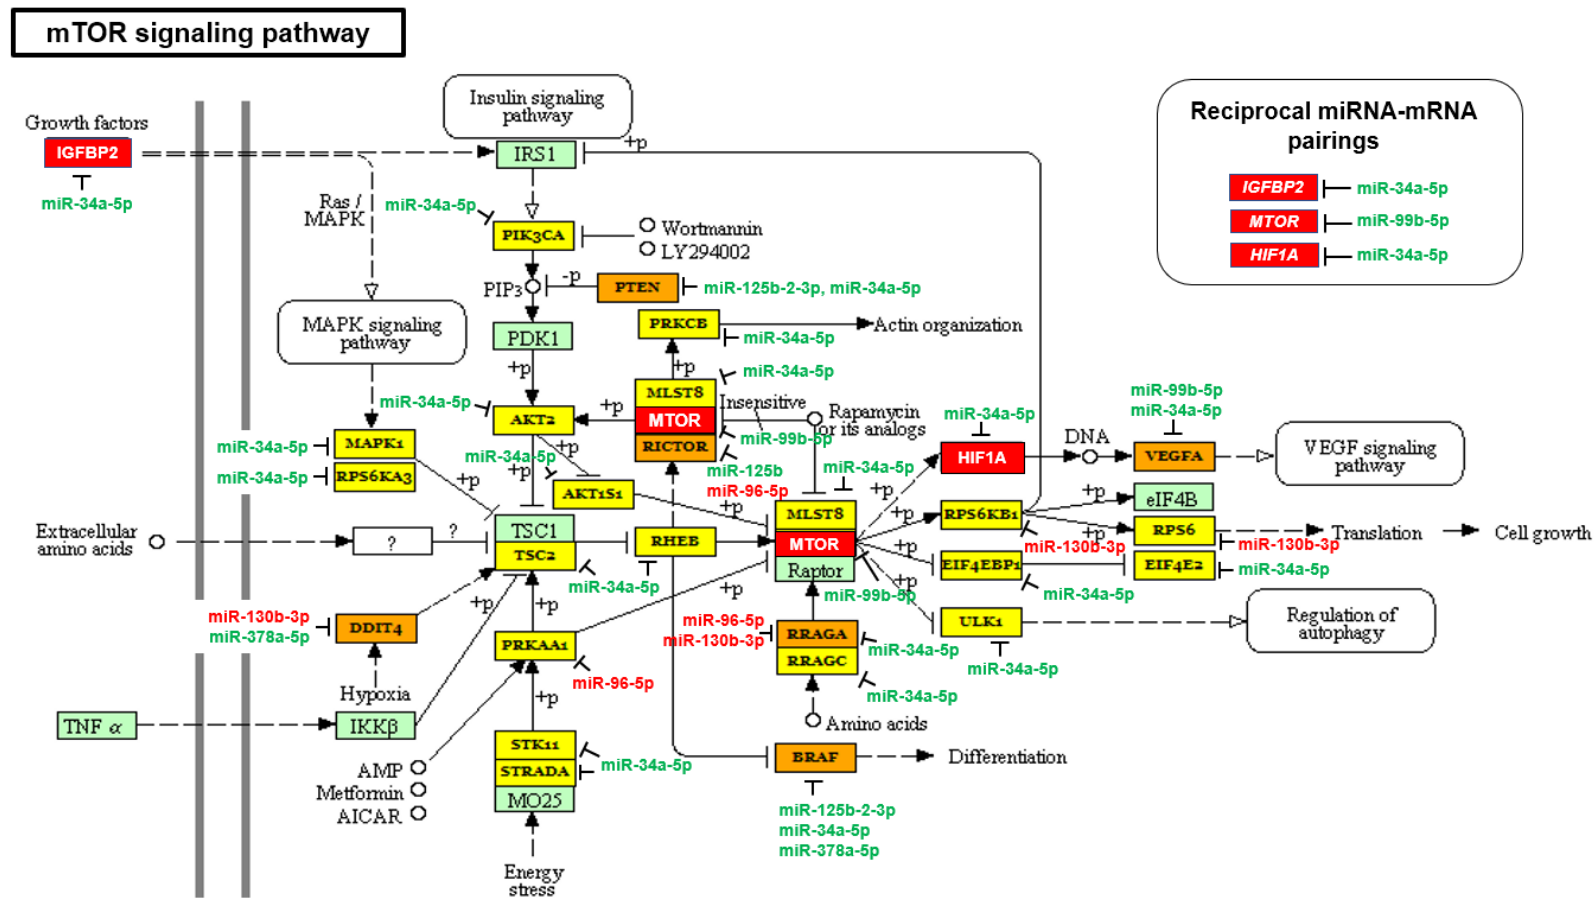 mTOR signaling pathway
Insulin signaling
pathway
Reciprocal miRNA-mRNA
pairings
IGFBP2
miR-34a-5p
MTOR
miR-99b-5p
HIF1A
miR-34a-5p
Growth factors
IGFBP2
miR-34a-5p
IRS1
+p
Ras /
MAPK
miR-34a-5p
PIK3CA
Wortmannin
LY294002
PIP3
-p
PTEN
miR-125b-2-3p, miR-34a-5p
MAPK signaling
pathway
PDK1
+p
PRKCB
Actin organization
miR-34a-5p
+p
miR-34a-5p
MLST8
MTOR
RICTOR
Insensitive
Rapamycin
or its analogs
miR-99b-5p
miR-125b
miR-96-5p
miR-34a-5p
AKT2
+p
+p
+p
miR-34a-5p
miR-34a-5p
MAPK1
miR-34a-5p
RPS6KA3
+p
AKT1S1
+p
miR-34a-5p
miR-34a-5p
HIF1A
DNA
miR-99b-5p
miR-34a-5p
VEGFA
VEGF signaling
pathway
MLST8
MTOR
Raptor
+p
+p
+p
+p
RPS6KB1
+p
eIF4B
miR-130b-3p
+p
RPS6
miR-130b-3p
Translation
Cell growth
EIF4EBP1
miR-34a-5p
EIF4E2
miR-34a-5p
Extracellular
amino acids
?
?
TSC1
TSC2
RHEB
miR-34a-5p
miR-99b-5p
ULK1
miR-34a-5p
Regulation of
autophagy
miR-130b-3p
miR-378a-5p
DDIT4
+p
+p
+p
PRKAA1
miR-96-5p
miR-96-5p
miR-130b-3p
RRAGA
RRAGC
miR-34a-5p
miR-34a-5p
Amino acids
Hypoxia
TNF α
IKKβ
+p
AMP
Metformin
AICAR
STK11
STRADA
MO25
miR-34a-5p
BRAF
Differentiation
miR-125b-2-3p
miR-34a-5p
miR-378a-5p
Energy
stress